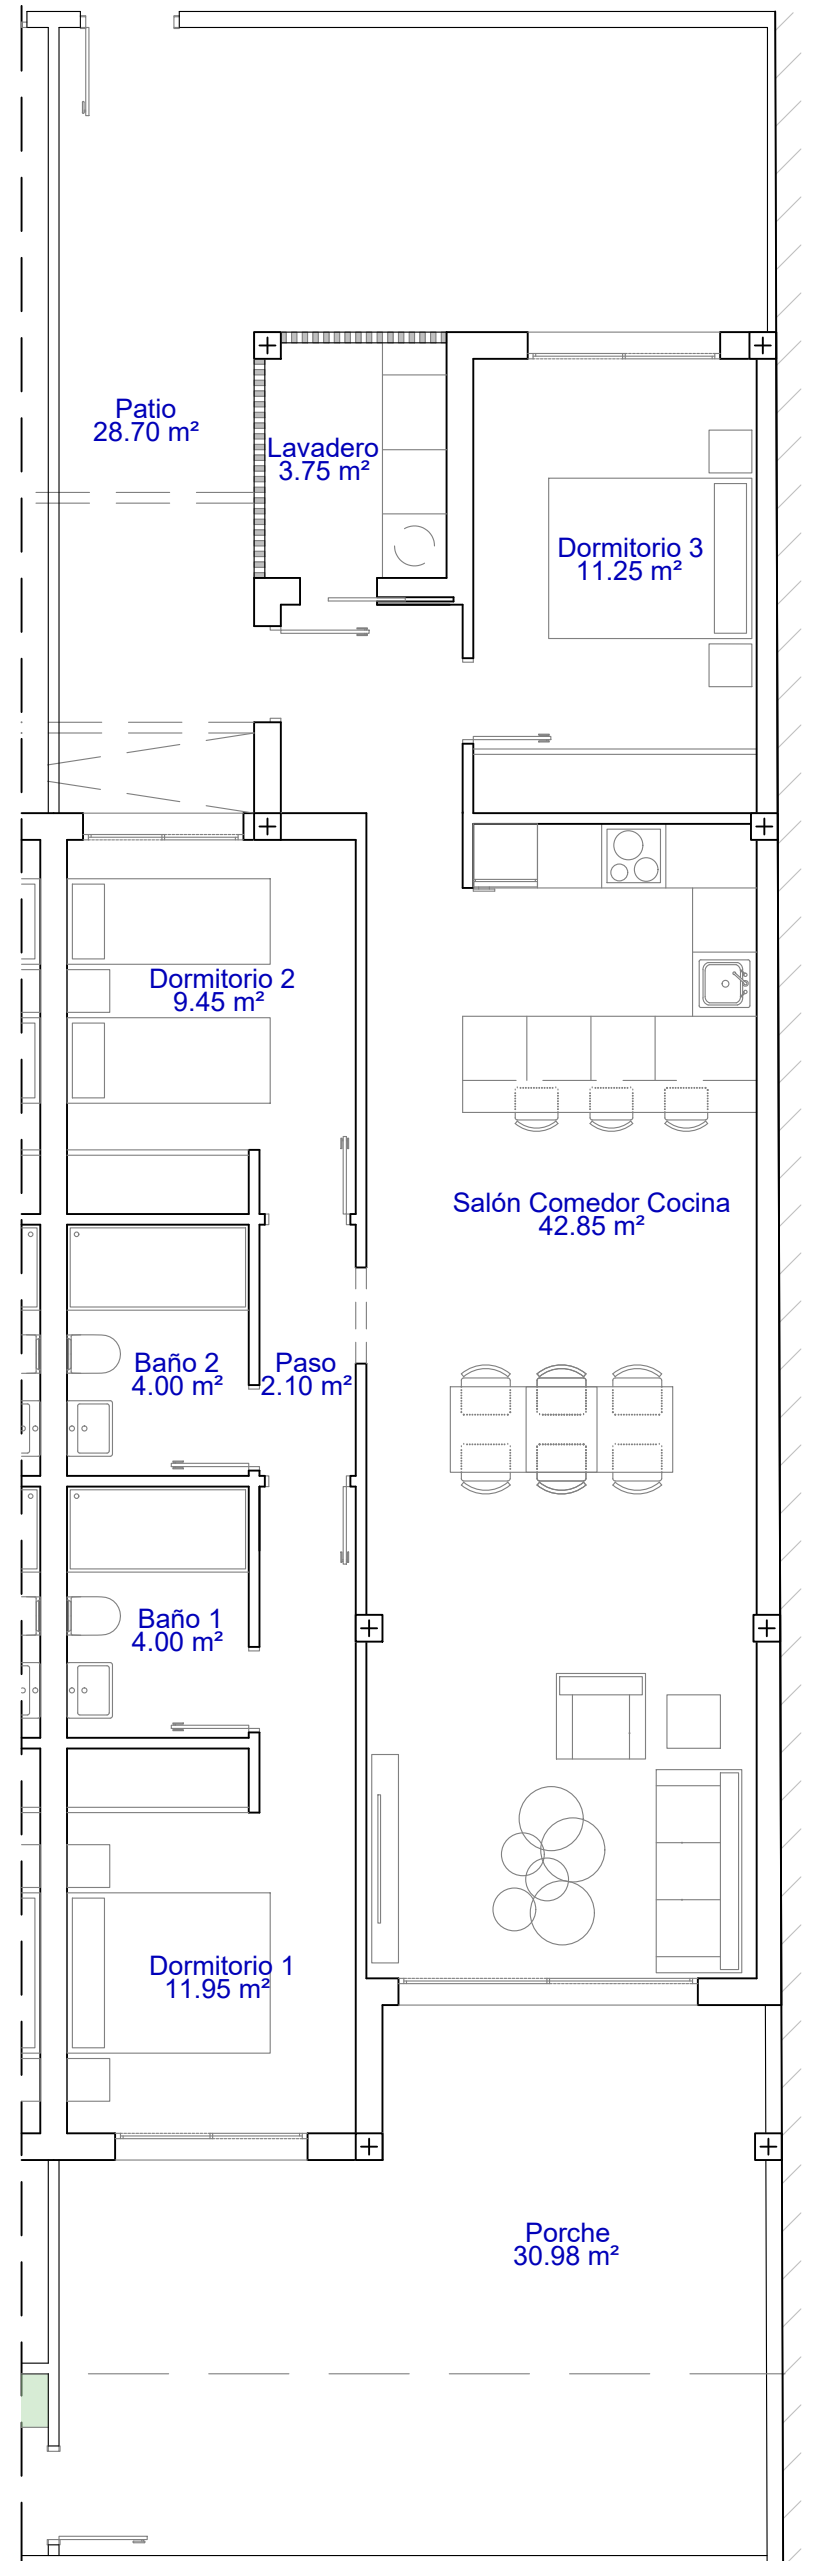 Patio
28.70 m²
Lavadero
3.75 m²
Dormitorio 3
11.25 m²
Dormitorio 2
9.45 m²
Salón Comedor Cocina
42.85 m²
Baño 2
4.00 m²
Paso
2.10 m²
Baño 1
4.00 m²
Dormitorio 1
11.95 m²
Porche
30.98 m²